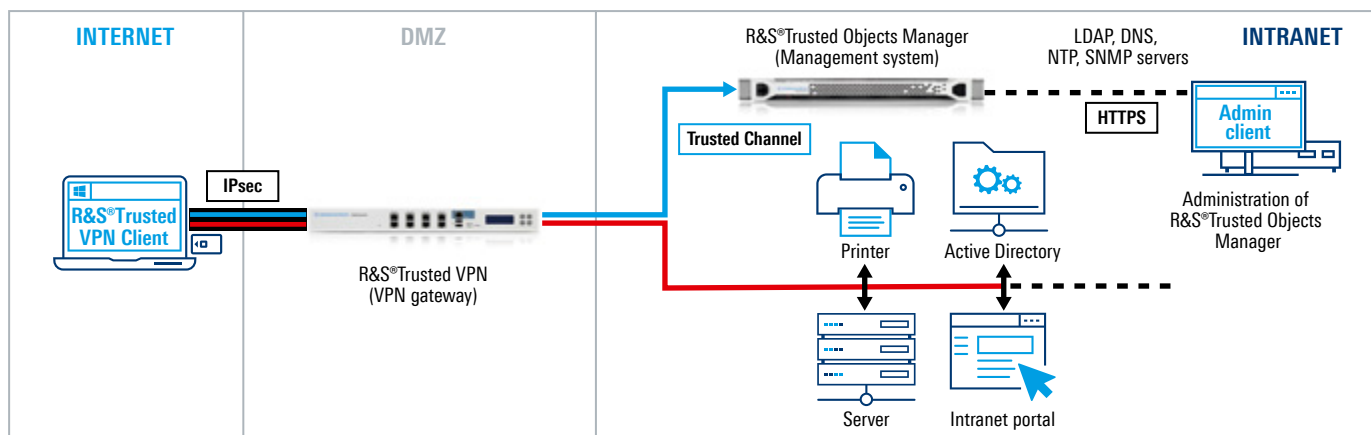 INTERNET
DMZ
INTRANET
R&S®Trusted Objects Manager
(Management system)
LDAP, DNS,
NTP, SNMP servers
HTTPS
Admin
client
Trusted Channel
IPsec
R&S®Trusted
VPN Client
R&S®Trusted VPN
(VPN gateway)
Printer
Active Directory
Administration of
R&S®Trusted Objects
Manager
Server
Intranet portal